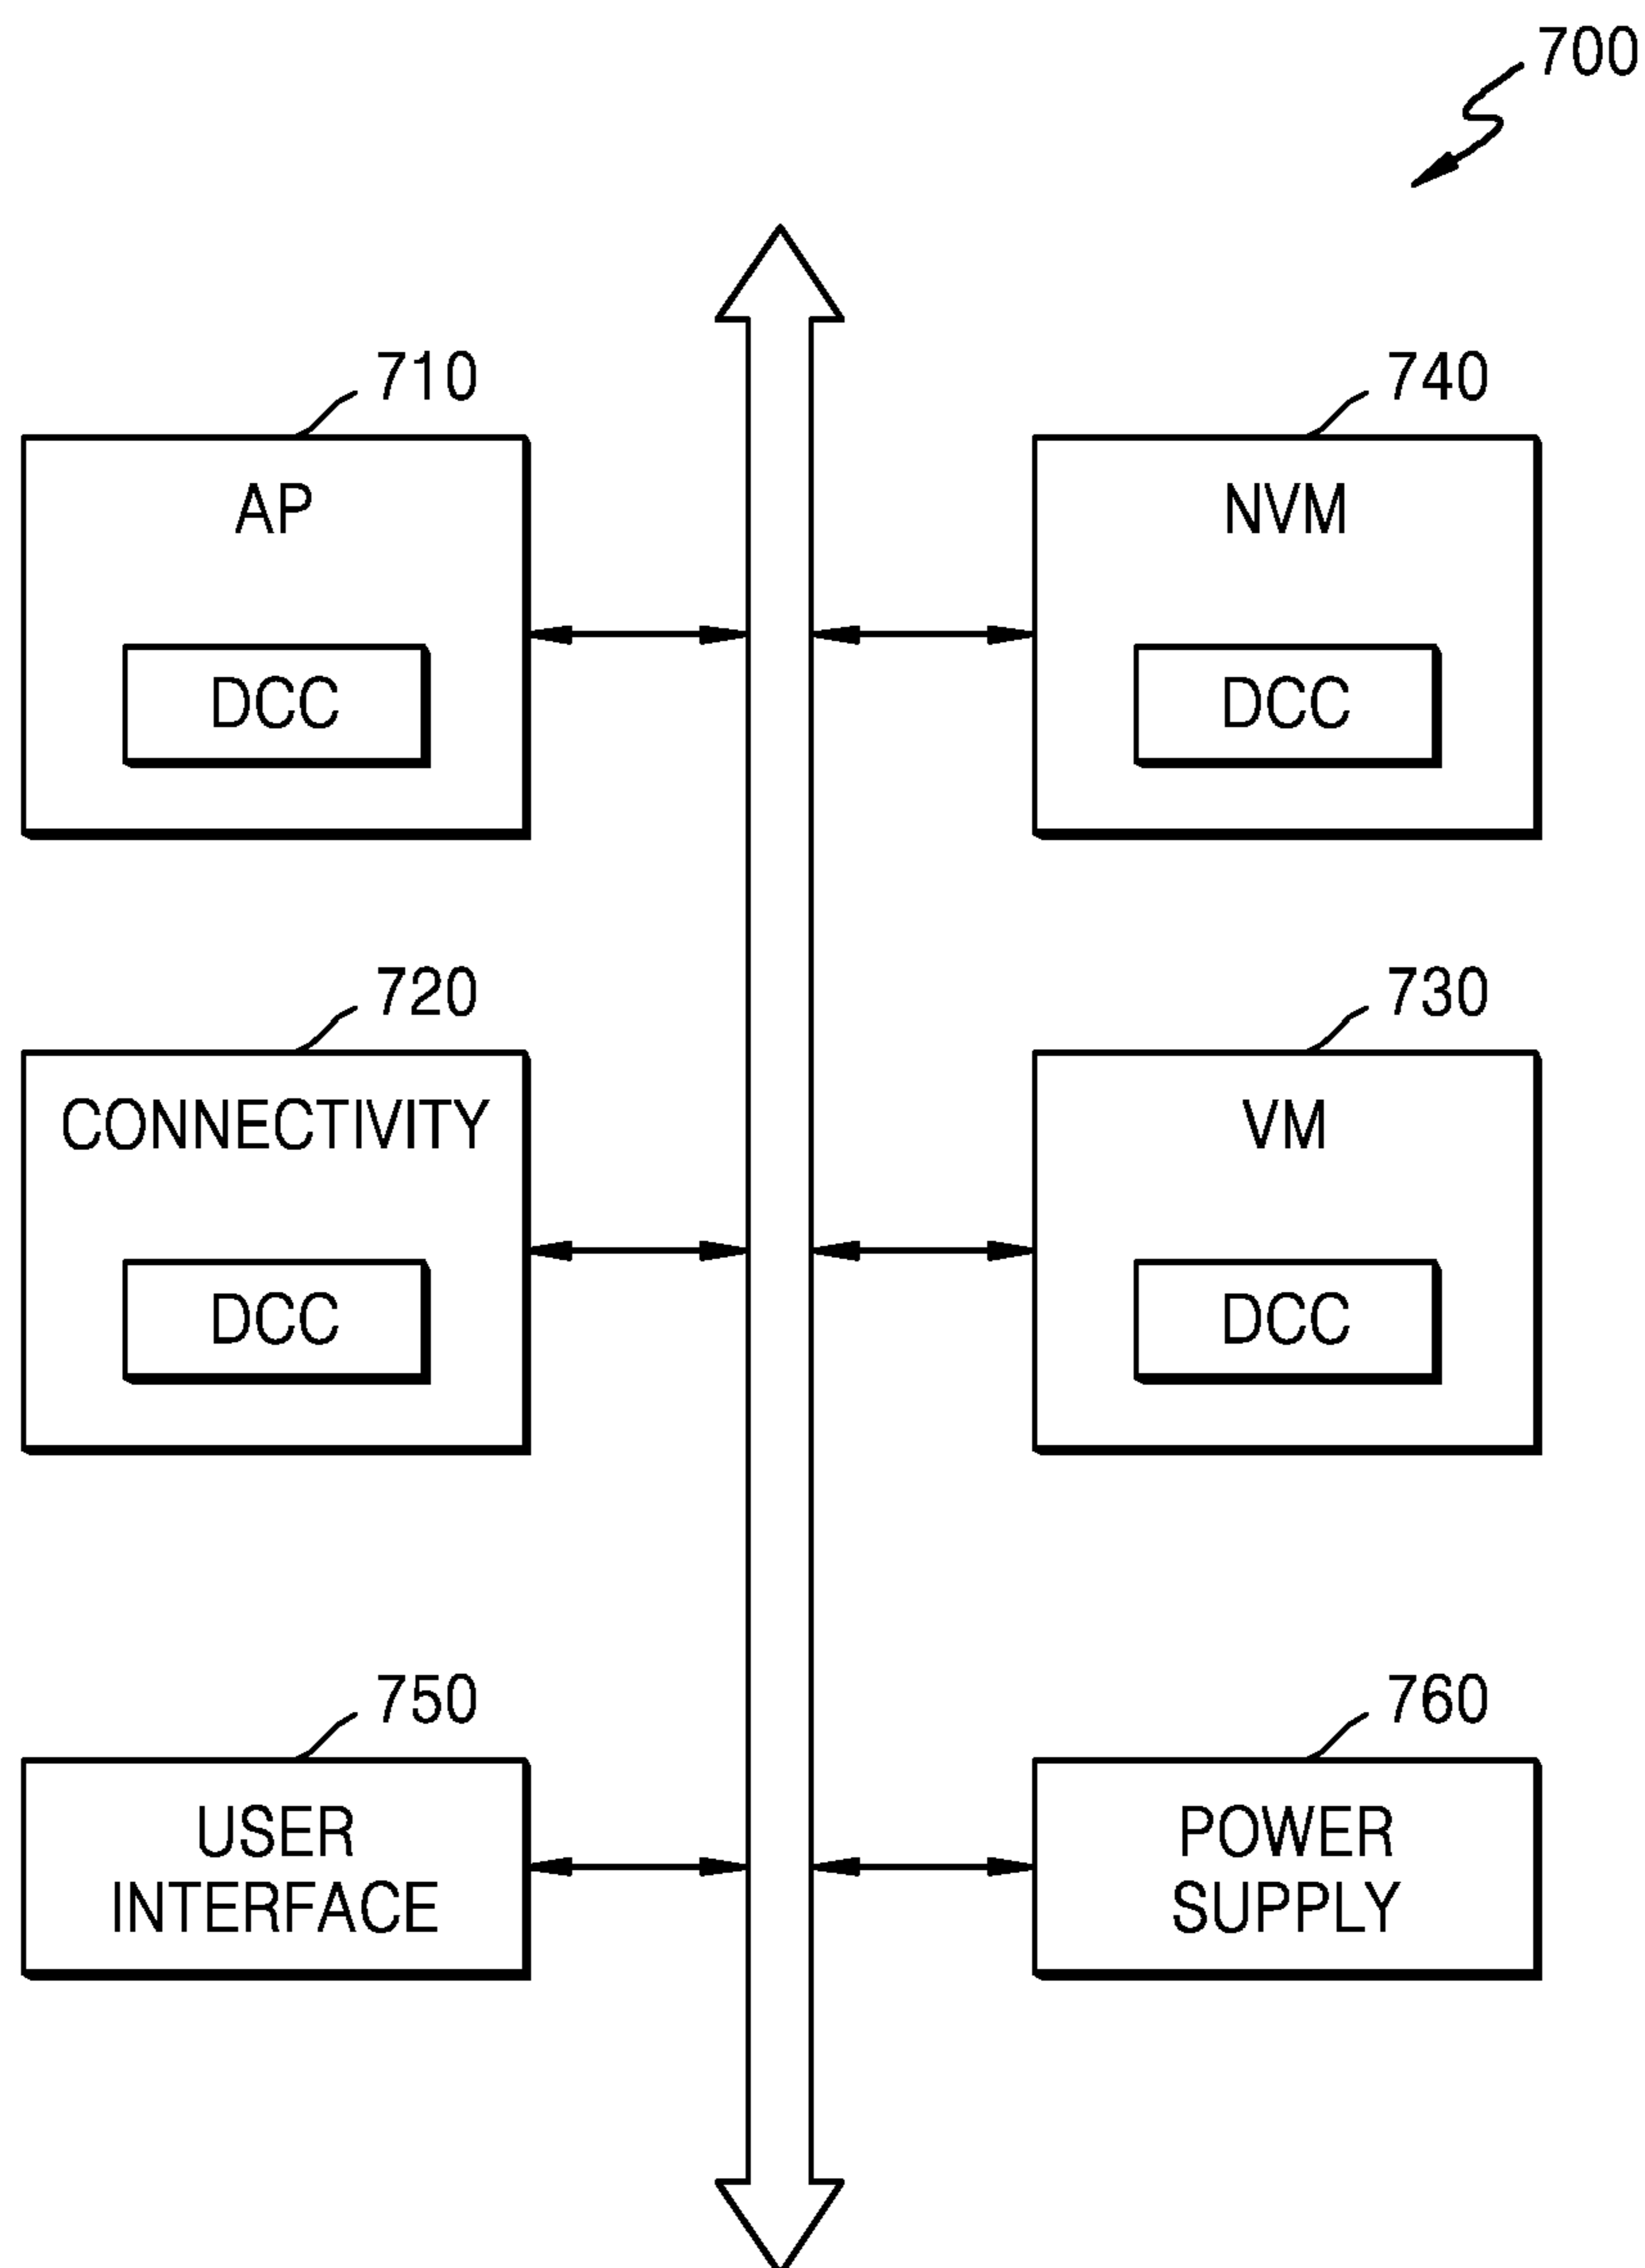 700
710
AP
DCC
740
NVM
DCC
720
CONNECTIVITY
DCC
730
VM
DCC
750
USER
INTERFACE
760
POWER
SUPPLY